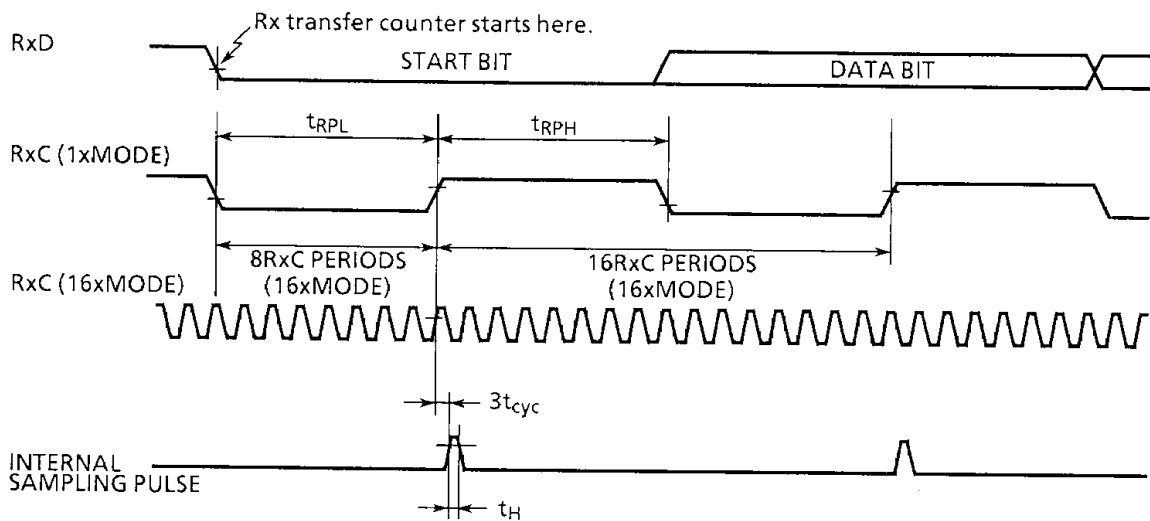 Rx transfer counter starts here.
RxD
START BIT
DATA BIT
tRPL
tRPH
RxC (1xMODE)
8RxC PERIODS
(16xMODE)
16RxC PERIODS
(16xMODE)
RxC (16xMODE)
3tcyc
INTERNAL
SAMPLING PULSE
tH